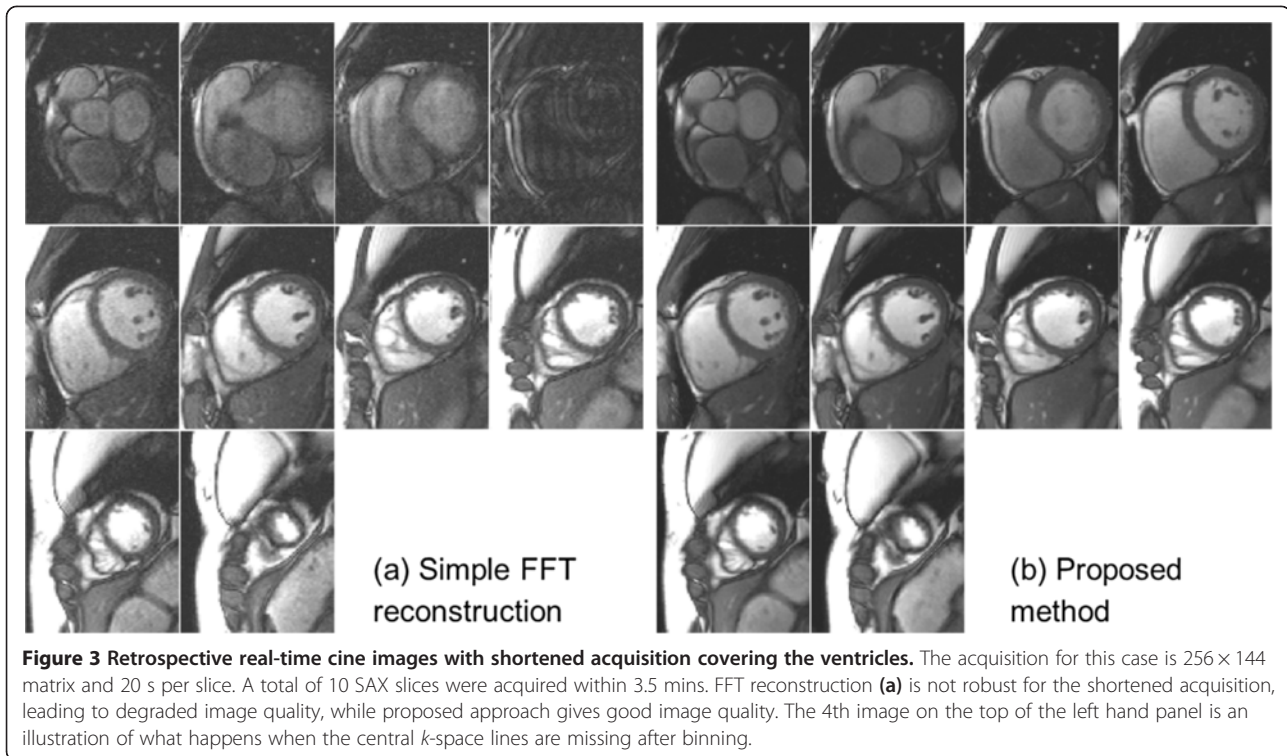 (a) Simple FFT
reconstruction
(b) Proposed
method
Figure 3 Retrospective real-time cine images with shortened acquisition covering the ventricles. The acquisition for this case is 256 × 144
matrix and 20 s per slice. A total of 10 SAX slices were acquired within 3.5 mins. FFT reconstruction (a) is not robust for the shortened acquisition,
leading to degraded image quality, while proposed approach gives good image quality. The 4th image on the top of the left hand panel is an
illustration of what happens when the central k-space lines are missing after binning.